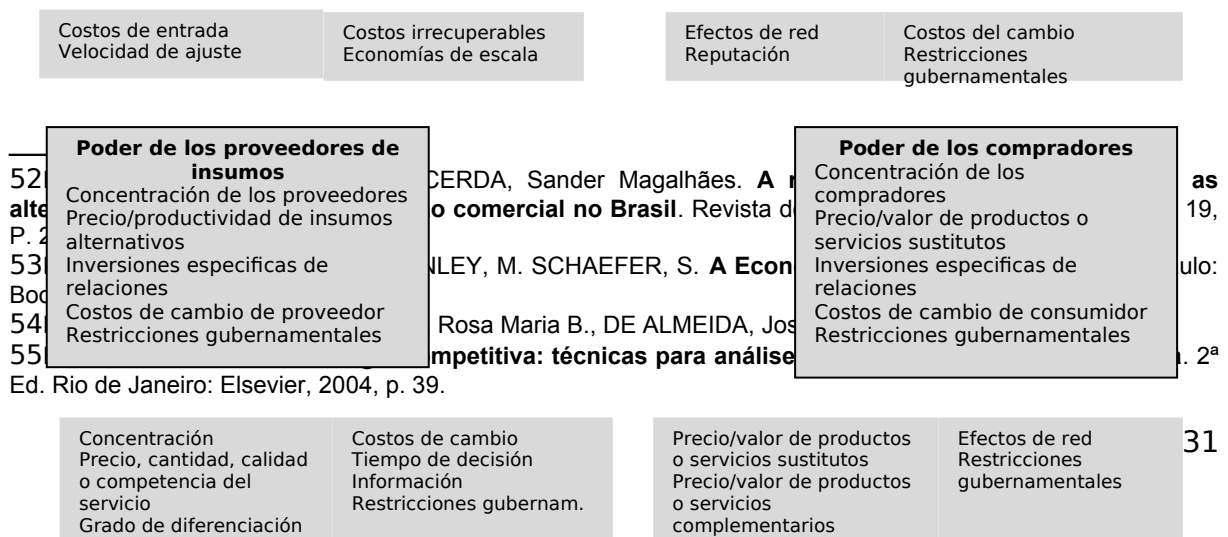 Costos de entrada
Velocidad de ajuste
Costos irrecuperables
Economías de escala
Efectos de red
Reputación
Costos del cambio
Restricciones
gubernamentales
Poder de los proveedores de
insumos
Concentración de los proveedores
Precio/productividad de insumos
alternativos
Inversiones especificas de
relaciones
Costos de cambio de proveedor
Restricciones gubernamentales
Poder de los compradores
Concentración de los
compradores
Precio/valor de productos o
servicios sustitutos
Inversiones especificas de
relaciones
Costos de cambio de consumidor
Restricciones gubernamentales
52 CERDA, Sander Magalhães. A as
alte o comercial no Brasil. Revista 19,
P. 2
53 LEY, M. SCHAEFER, S. A Econ ulo:
Boo
54 Rosa Maria B., DE ALMEIDA, Jos
55 mpetitiva: técnicas para análise . 2ª
Ed. Rio de Janeiro: Elsevier, 2004, p. 39.
31
Concentración
Precio, cantidad, calidad
o competencia del
servicio
Grado de diferenciación
Costos de cambio
Tiempo de decisión
Información
Restricciones gubernam.
Precio/valor de productos
o servicios sustitutos
Precio/valor de productos
o servicios
complementarios
Efectos de red
Restricciones
gubernamentales